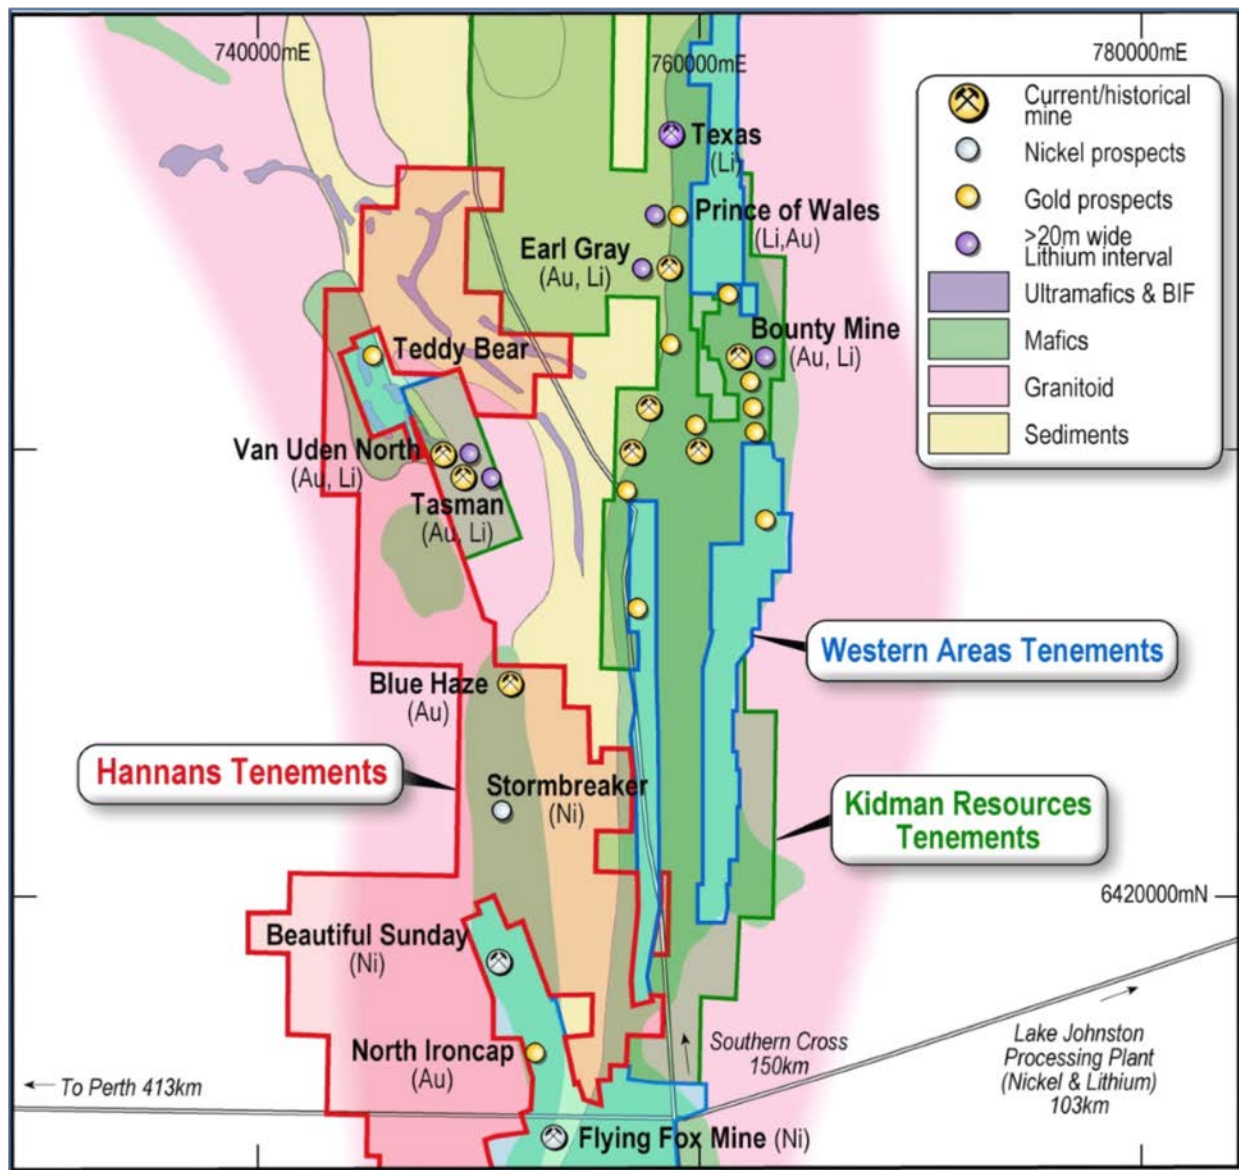 740000mE
760000mE
780000mE
Current/historical
mine
Nickel prospects
Gold prospects
>20m wide
Lithium interval
Ultramafics & BIF
Mafics
Granitoid
Sediments
Texas
(Li)
Prince of Wales
(Li,Au)
Earl Gray
(Au, Li)
Bounty Mine
(Au, Li)
Teddy Bear
Van Uden North
(Au, Li)
Tasman
(Au, Li)
Western Areas Tenements
Blue Haze
(Au)
Hannans Tenements
Stormbreaker
(Ni)
Kidman Resources
Tenements
6420000mN
Beautiful Sunday
(Ni)
North Ironcap
(Au)
Southern Cross
150km
Lake Johnston
Processing Plant
(Nickel & Lithium)
103km
To Perth 413km
Flying Fox Mine (Ni)